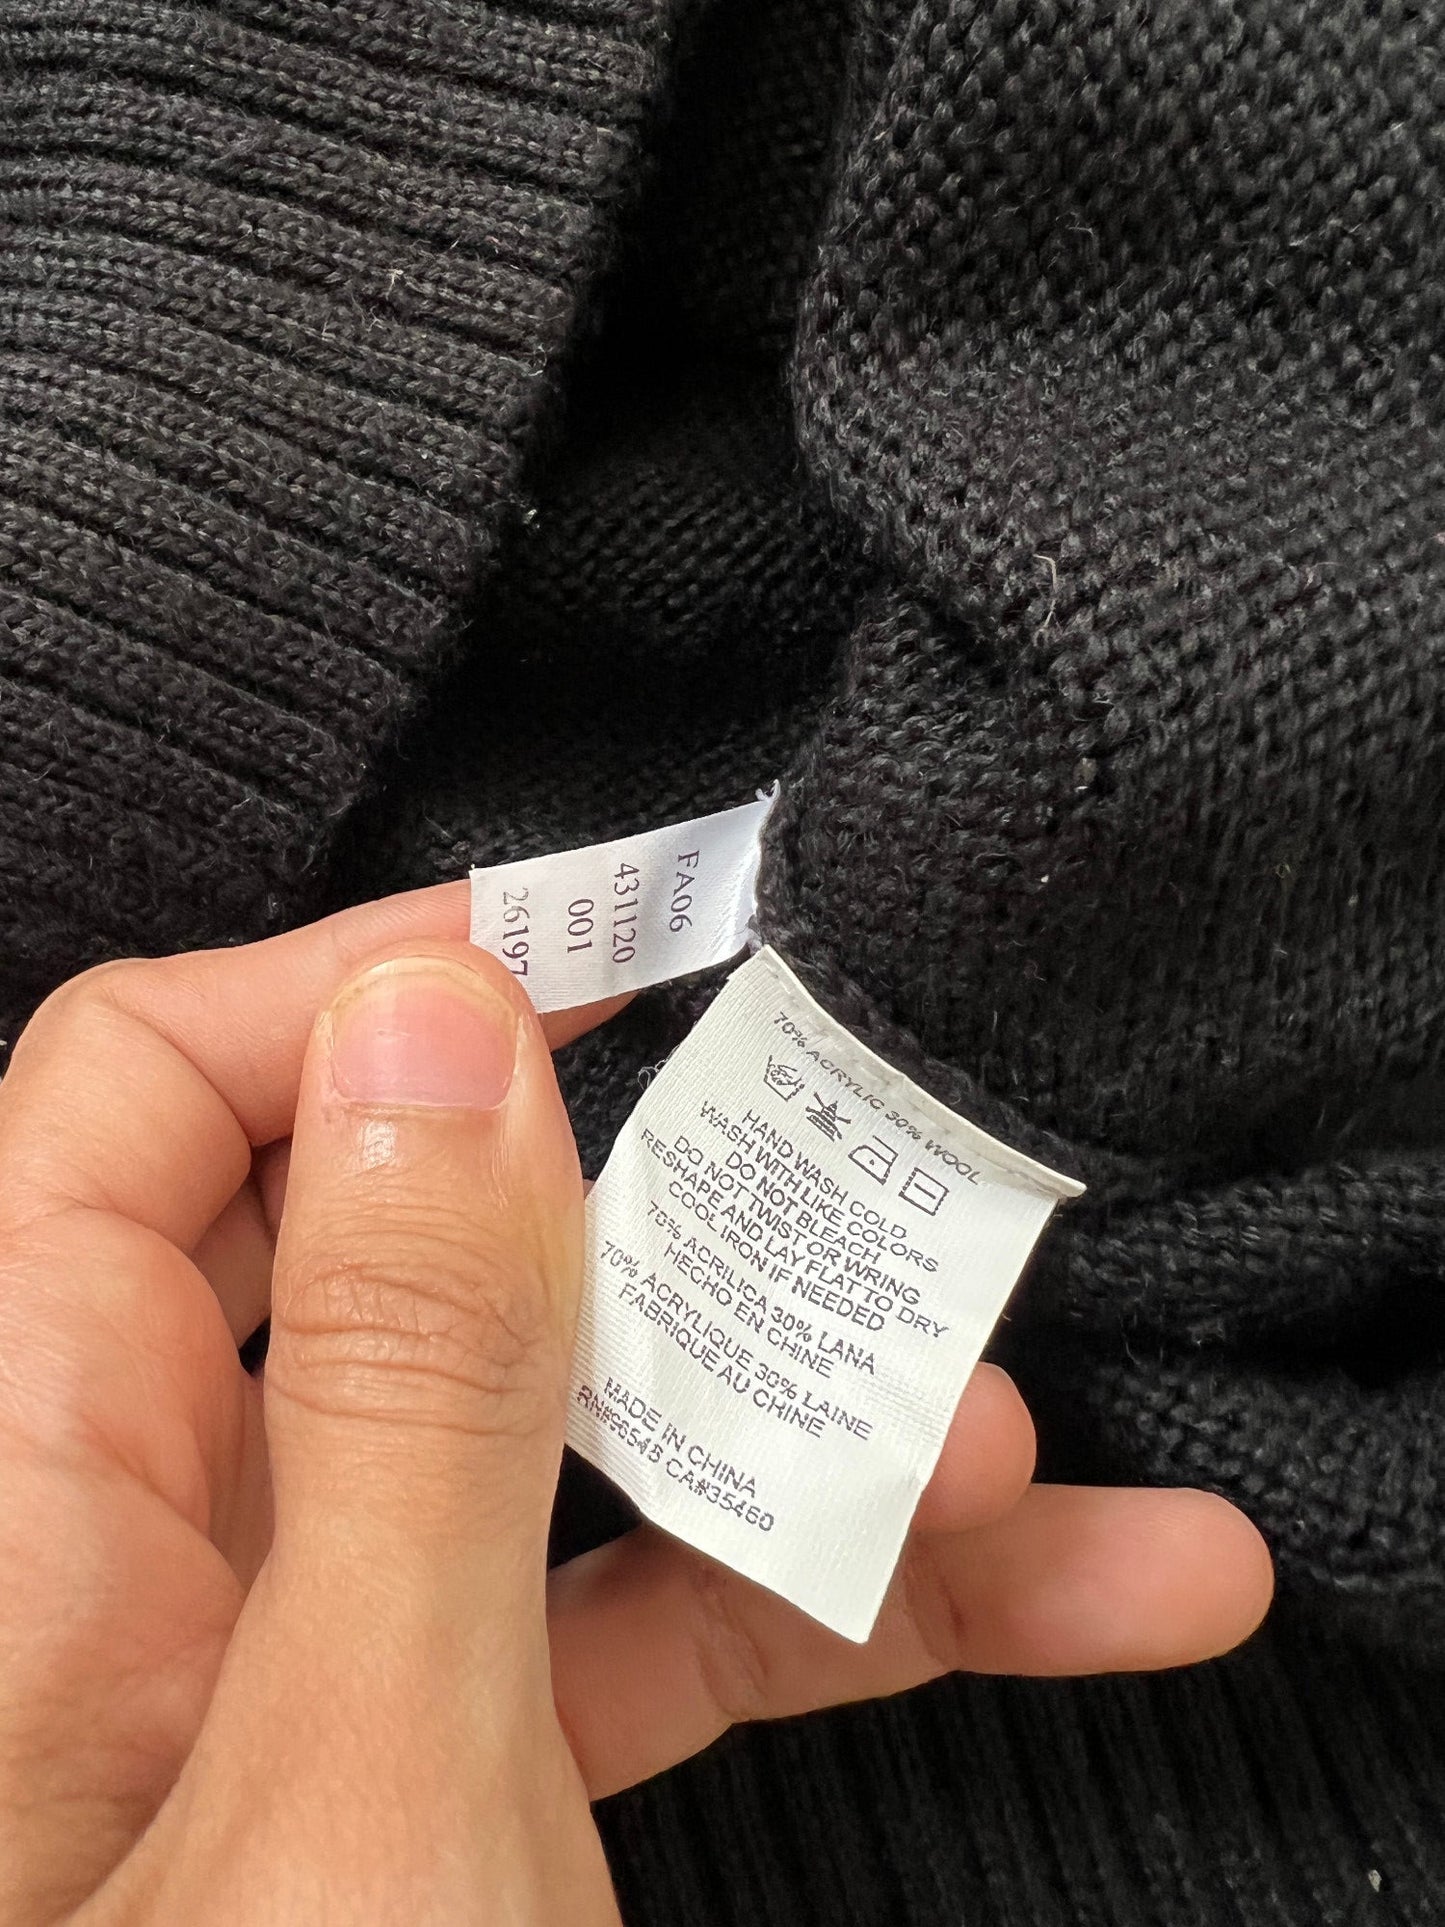 FA06
431120
001
26197
70% ACRYLIC 30% WOOL
HAND WASH COLD
WASH WITH LIKE COLORS
DO NOT BLEACH
DO NOT TWIST OR WRING
RESHAPE AND LAY FLAT TO DRY
COOL IRON IF NEEDED
70% ACRILICA 30% LANA
HECHO EN CHINE
70% ACRYLIQUE 30% LAINE
FABRIQUE AU CHINE
MADE IN CHINA
CA#35460